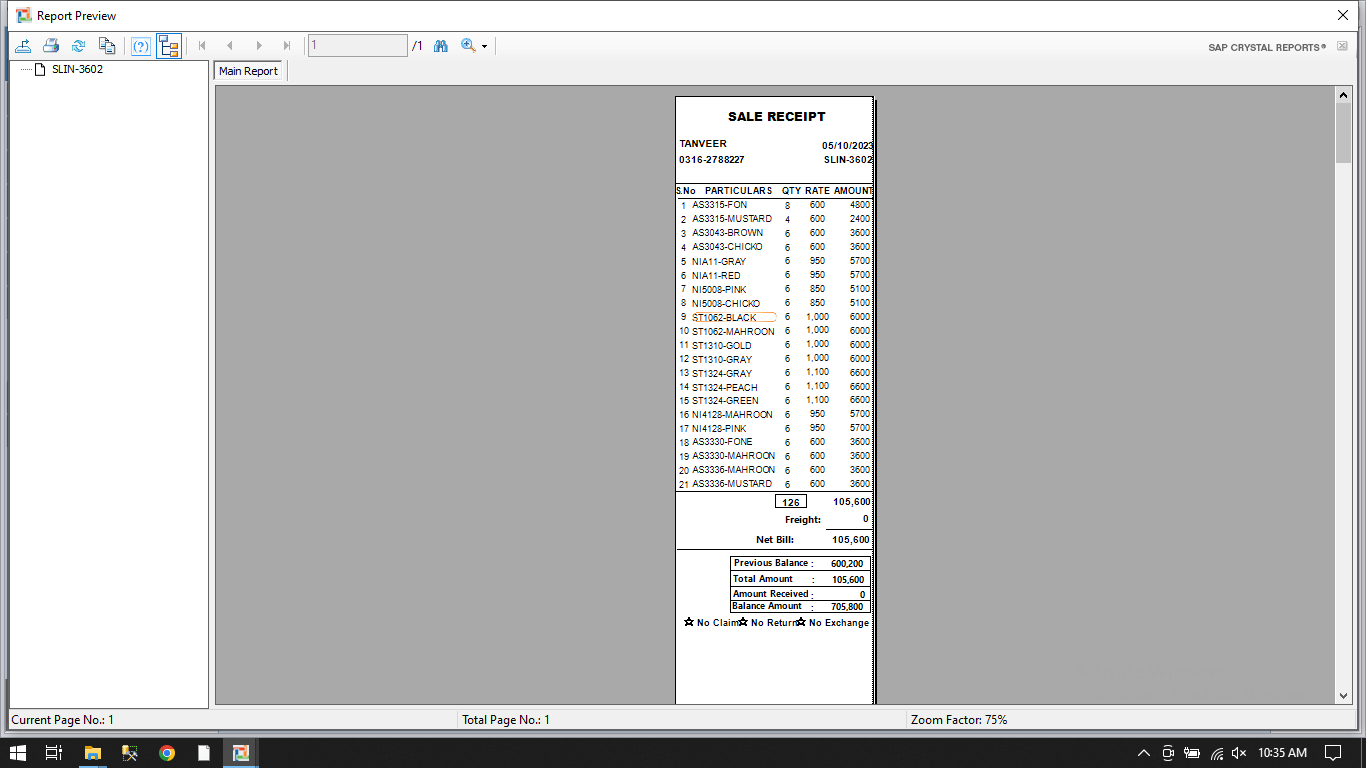 Report Preview
1 /1 SAP CRYSTAL REPORTS®
SLIN-3602
Main Report
SALE RECEIPT
TANVEER 05/10/2023
0316-2788227 SLIN-3602
S.No PARTICULARS QTY RATE AMOUNT
1 AS3315-FON 8 600 4800
2 AS3315-MUSTARD 4 600 2400
3 AS3043-BROWN 6 600 3600
4 AS3043-CHICKO 6 600 3600
5 NIA11-GRAY 6 950 5700
6 NIA11-RED 6 950 5700
7 NI5008-PINK 6 850 5100
8 NI5008-CHICKO 6 850 5100
9 ST1062-BLACK 6 1,000 6000
10 ST1062-MAHROON 6 1,000 6000
11 ST1310-GOLD 6 1,000 6000
12 ST1310-GRAY 6 1,000 6000
13 ST1324-GRAY 6 1,100 6600
14 ST1324-PEACH 6 1,100 6600
15 ST1324-GREEN 6 1,100 6600
16 NI4128-MAHROON 6 950 5700
17 NI4128-PINK 6 950 5700
18 AS3330-FONE 6 600 3600
19 AS3330-MAHROON 6 600 3600
20 AS3336-MAHROON 6 600 3600
21 AS3336-MUSTARD 6 600 3600
126 105,600
Freight: 0
Net Bill: 105,600
Previous Balance : 600,200
Total Amount : 105,600
Amount Received : 0
Balance Amount : 705,800
☆ No Claim ☆ No Return ☆ No Exchange
Current Page No.: 1 Total Page No.: 1 Zoom Factor: 75%
10:35 AM